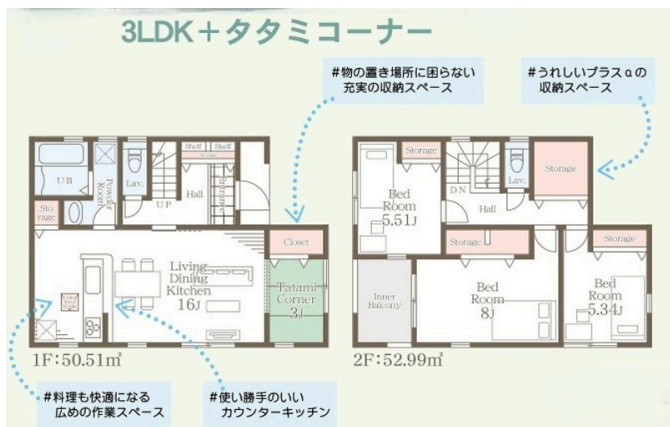 3LDK+タタミコーナー
#物の置き場所に困らない
充実の収納スペース
#うれしいプラスαの
収納スペース
UB
Powder
Room
Lav.
UP
Shelf
Shelf
Hall
Entrance
Sto
rage
Closet
Living
Dining
Kitchen
16J
Tatami
Corner
3J
1F:50.51㎡
Storage
Bed
Room
5.51J
DN
Lav.
Storage
Hall
Storage
Storage
Inner
Balcony
Bed
Room
8J
Bed
Room
5.34J
2F:52.99㎡
#料理も快適になる
広めの作業スペース
#使い勝手のいい
カウンターキッチン